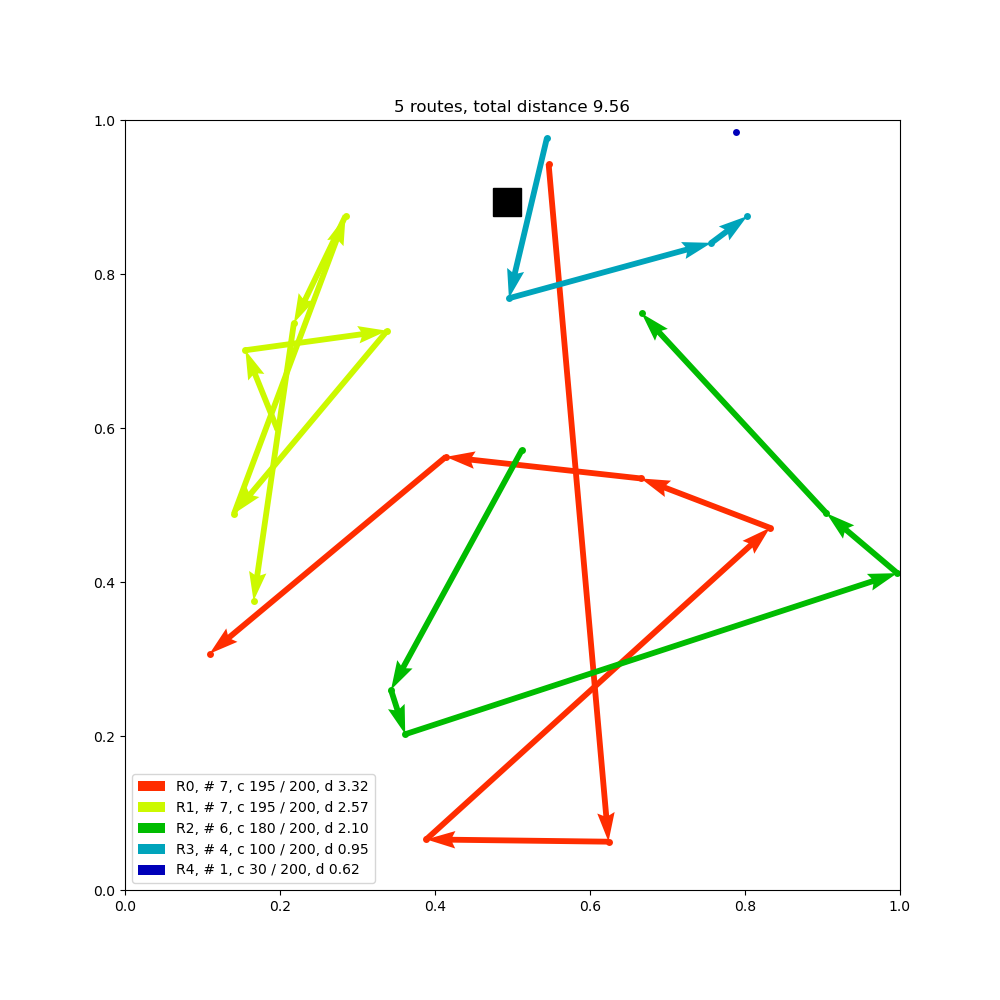 5 routes, total distance 9.56
1.0
0.8
0.6
0.4
0.2
0.0
R0, # 7, c 195 / 200, d 3.32
R1, # 7, c 195 / 200, d 2.57
R2, # 6, c 180 / 200, d 2.10
R3, # 4, c 100 / 200, d 0.95
R4, # 1, c 30 / 200, d 0.62
0.0 0.2 0.4 0.6 0.8 1.0